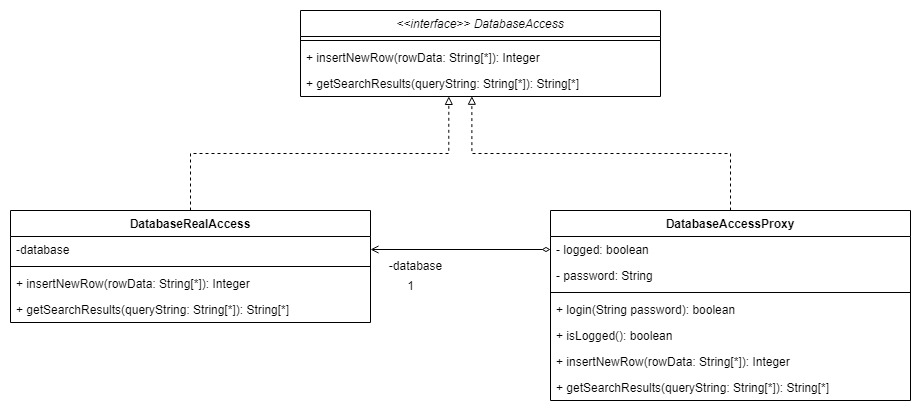 <<interface>> DatabaseAccess
+ insertNewRow(rowData: String[*]): Integer
+ getSearchResults(queryString: String[*]): String[*]
DatabaseRealAccess
-database
+ insertNewRow(rowData: String[*]): Integer
+ getSearchResults(queryString: String[*]): String[*]
-database
1
DatabaseAccessProxy
- logged: boolean
- password: String
+ login(String password): boolean
+ isLogged(): boolean
+ insertNewRow(rowData: String[*]): Integer
+ getSearchResults(queryString: String[*]): String[*]